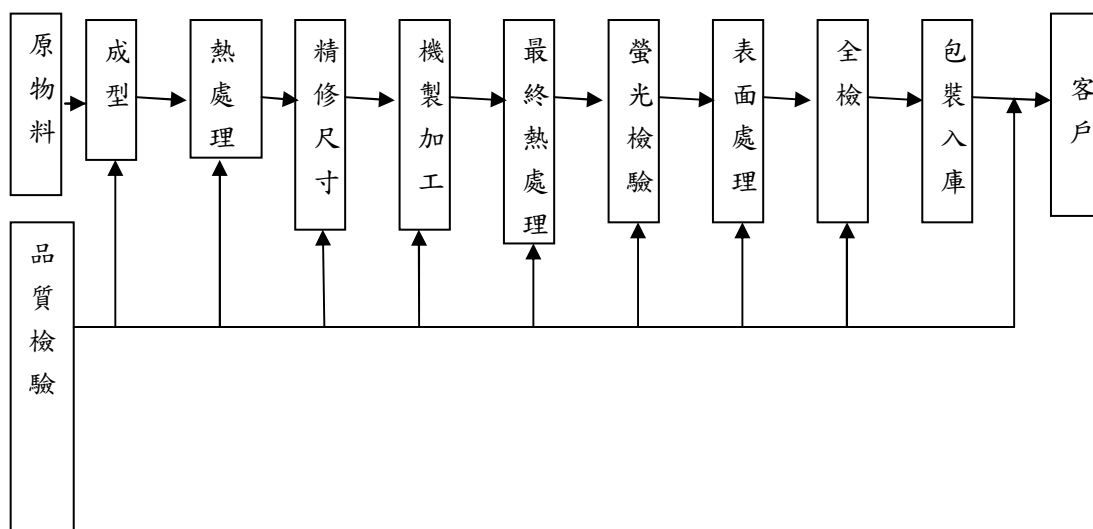 原物料
成型
熱處理
精修尺寸
機製加工
最終熱處理
螢光檢驗
表面處理
全檢
包裝入庫
客戶
品質檢驗